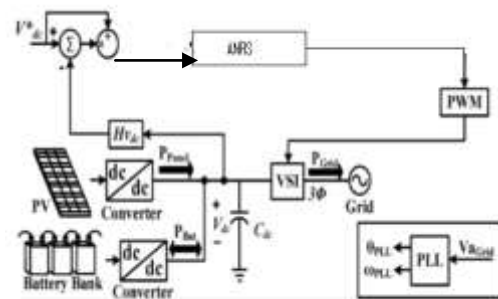 V*dc
+
Σ
+
-
ANRS
PWM
Hvdc
PPanel
PGrid
dc
dc
VSI
3Φ
Grid
PV
Converter
+
Vdc
-
Cdc
PBat
dc
dc
Battery Bank
Converter
θPLL
ωPLL
PLL
VaGrid